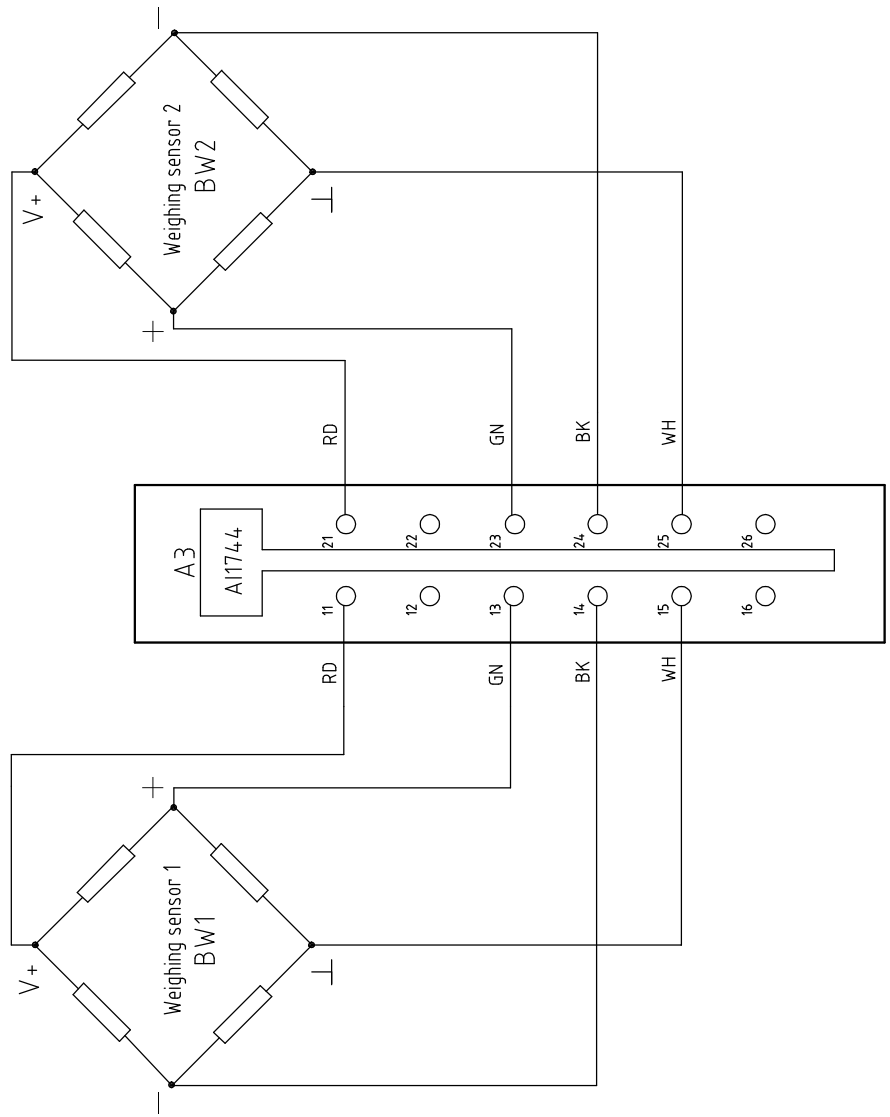 Weighing sensor 2
BW2
V+
+
−
⊥
RD
GN
BK
WH
A3
AI1744
21
22
23
24
25
26
11
12
13
14
15
16
RD
GN
BK
WH
Weighing sensor 1
BW1
V+
+
−
⊥